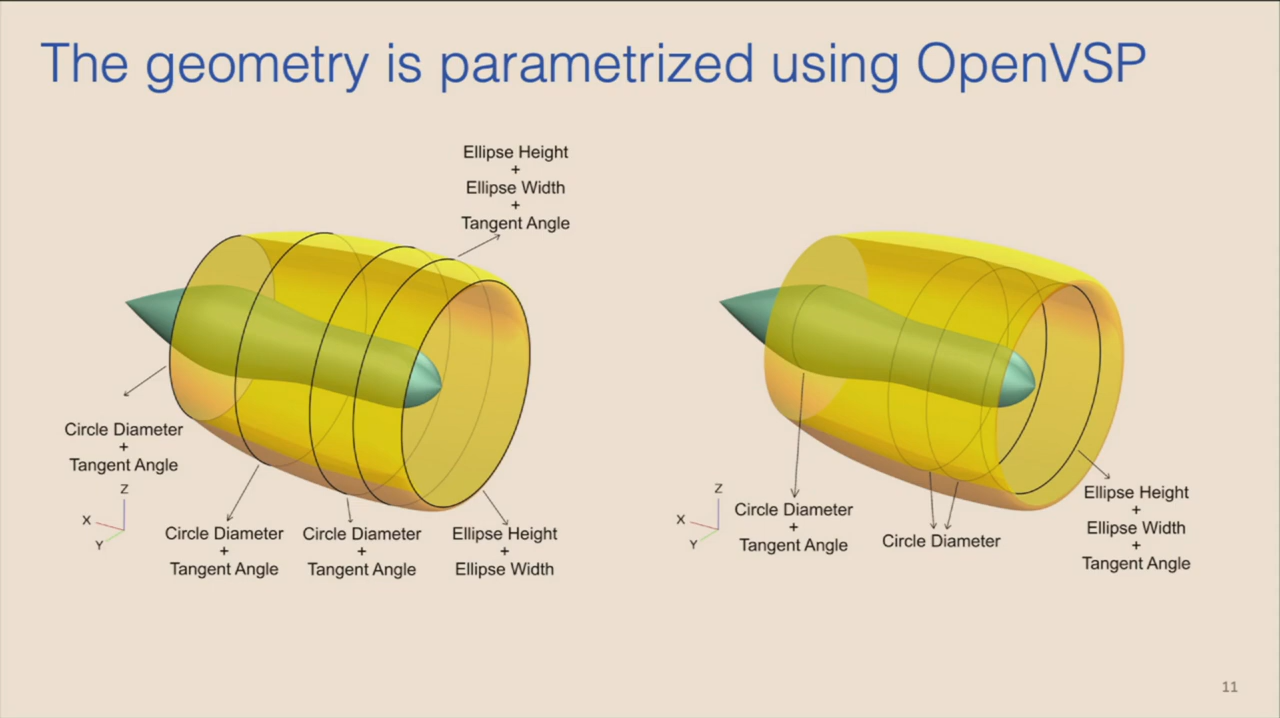 The geometry is parametrized using OpenVSP
Ellipse Height
+
Ellipse Width
+
Tangent Angle
Circle Diameter
+
Tangent Angle
Z
X
Y
Circle Diameter
+
Tangent Angle
Circle Diameter
+
Tangent Angle
Ellipse Height
+
Ellipse Width
Z
X
Y
Circle Diameter
+
Tangent Angle
Circle Diameter
Ellipse Height
+
Ellipse Width
+
Tangent Angle
11